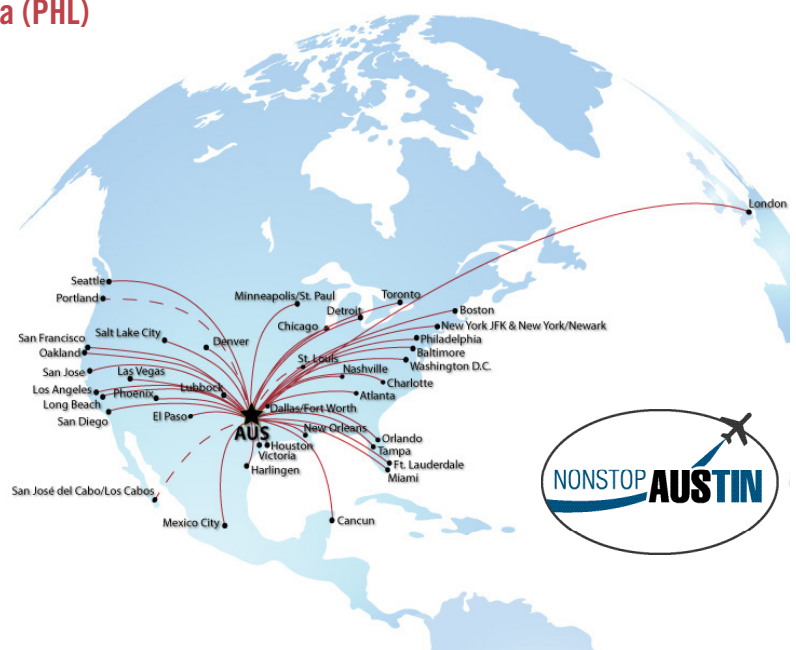 a (PHL)
London
Seattle
Portland
Minneapolis/St. Paul
Toronto
Detroit
Boston
Chicago
New York JFK & New York/Newark
San Francisco
Salt Lake City
Denver
Philadelphia
Oakland
Baltimore
St. Louis
Washington D.C.
San Jose
Las Vegas
Nashville
Charlotte
Los Angeles
Phoenix
Lubbock
Atlanta
Long Beach
Dallas/Fort Worth
San Diego
El Paso
AUS
New Orleans
Orlando
Houston
Tampa
Victoria
Ft. Lauderdale
Harlingen
Miami
San José del Cabo/Los Cabos
Mexico City
Cancun
NONSTOP AUSTIN